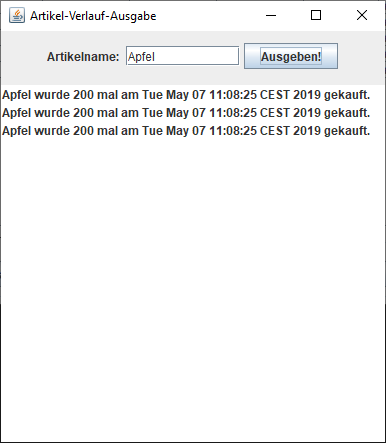 Artikel-Verlauf-Ausgabe
Artikelname: Apfel Ausgeben!
Apfel wurde 200 mal am Tue May 07 11:08:25 CEST 2019 gekauft.
Apfel wurde 200 mal am Tue May 07 11:08:25 CEST 2019 gekauft.
Apfel wurde 200 mal am Tue May 07 11:08:25 CEST 2019 gekauft.